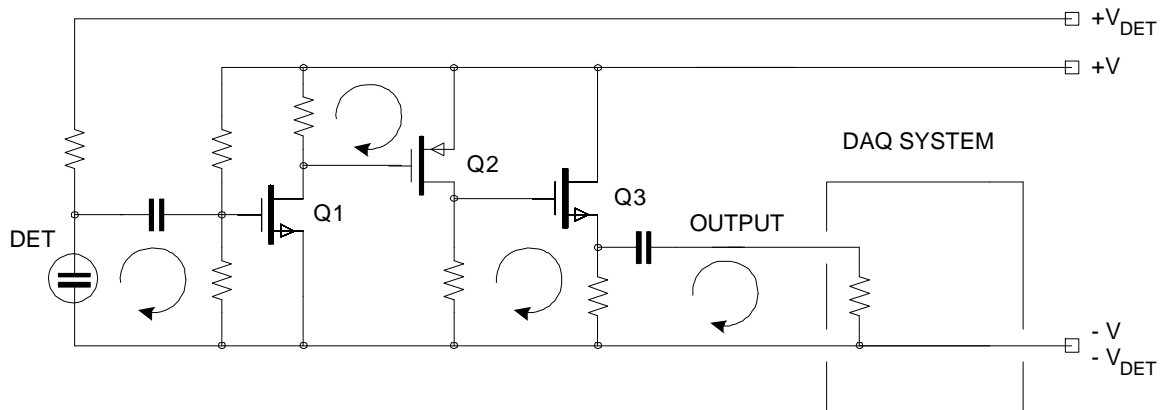 +V_DET
+V
DAQ SYSTEM
Q2
Q1
Q3
OUTPUT
DET
- V
- V_DET